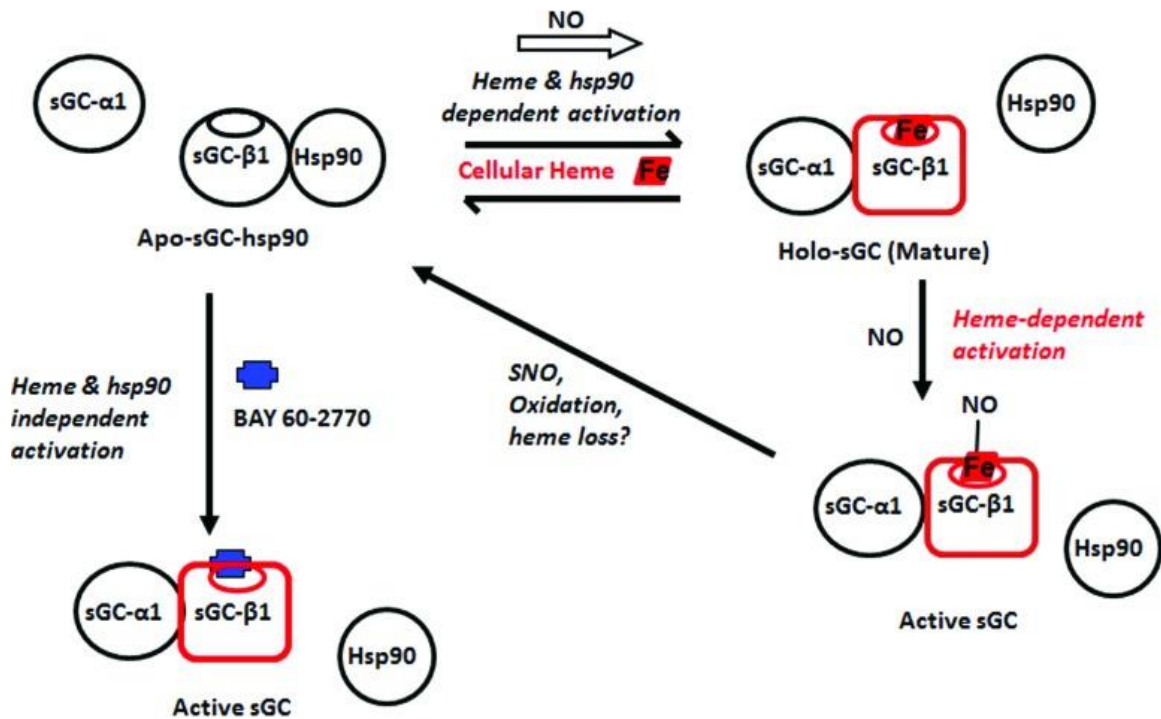 NO
Heme & hsp90
dependent activation
Cellular Heme Fe
sGC-α1
sGC-β1
Hsp90
Apo-sGC-hsp90
Hsp90
sGC-α1
Fe
sGC-β1
Holo-sGC (Mature)
NO
Heme-dependent
activation
SNO,
Oxidation,
heme loss?
Heme & hsp90
independent
activation
BAY 60-2770
NO
Fe
sGC-α1
sGC-β1
Hsp90
Active sGC
sGC-α1
sGC-β1
Hsp90
Active sGC